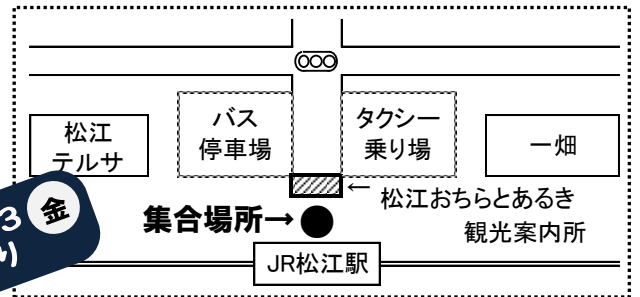 松江
テルサ
バス
停車場
タクシー
乗り場
一畑
← 松江おちらとあるき
観光案内所
集合場所→
JR松江駅
3 金
り